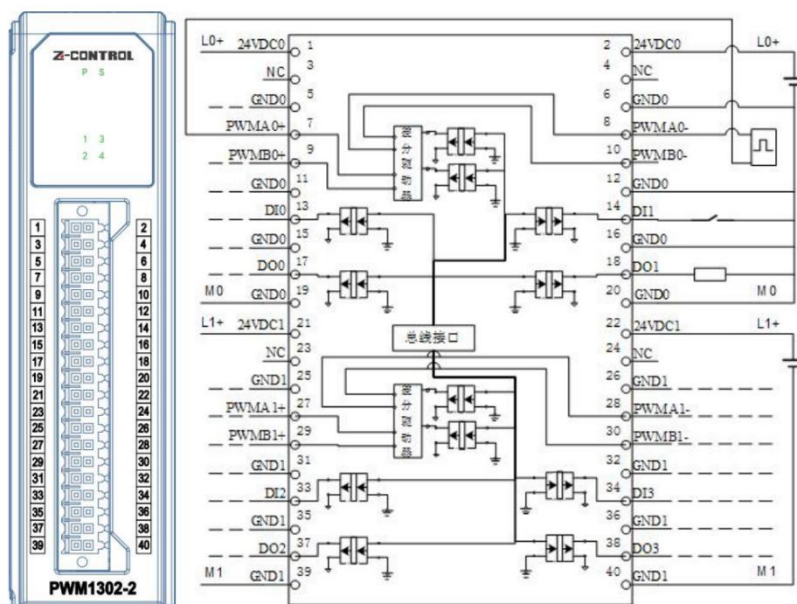 Z-CONTROL
P S
1 3
2 4
1 2
3 4
5 6
7 8
9 10
11 12
13 14
15 16
17 18
19 20
21 22
23 24
25 26
27 28
29 30
31 32
33 34
35 36
37 38
39 40
PWM1302-2
L0+ 24VDC0 1 2 24VDC0 L0+
NC 3 4 NC
GND0 5 6 GND0
PWMA0+ 7 8 PWMA0-
PWMB0+ 9 10 PWMB0-
脉冲
器
GND0 11 12 GND0
DI0 13 14 DI1
GND0 15 16 GND0
DO0 17 18 DO1
M0 GND0 19 20 GND0 M0
L1+ 24VDC1 21 22 24VDC1 L1+
总线接口
NC 23 24 NC
GND1 25 26 GND1
PWMA1+ 27 28 PWMA1-
PWMB1+ 29 30 PWMB1-
脉冲
器
GND1 31 32 GND1
DI2 33 34 DI3
GND1 35 36 GND1
DO2 37 38 DO3
M1 GND1 39 40 GND1 M1